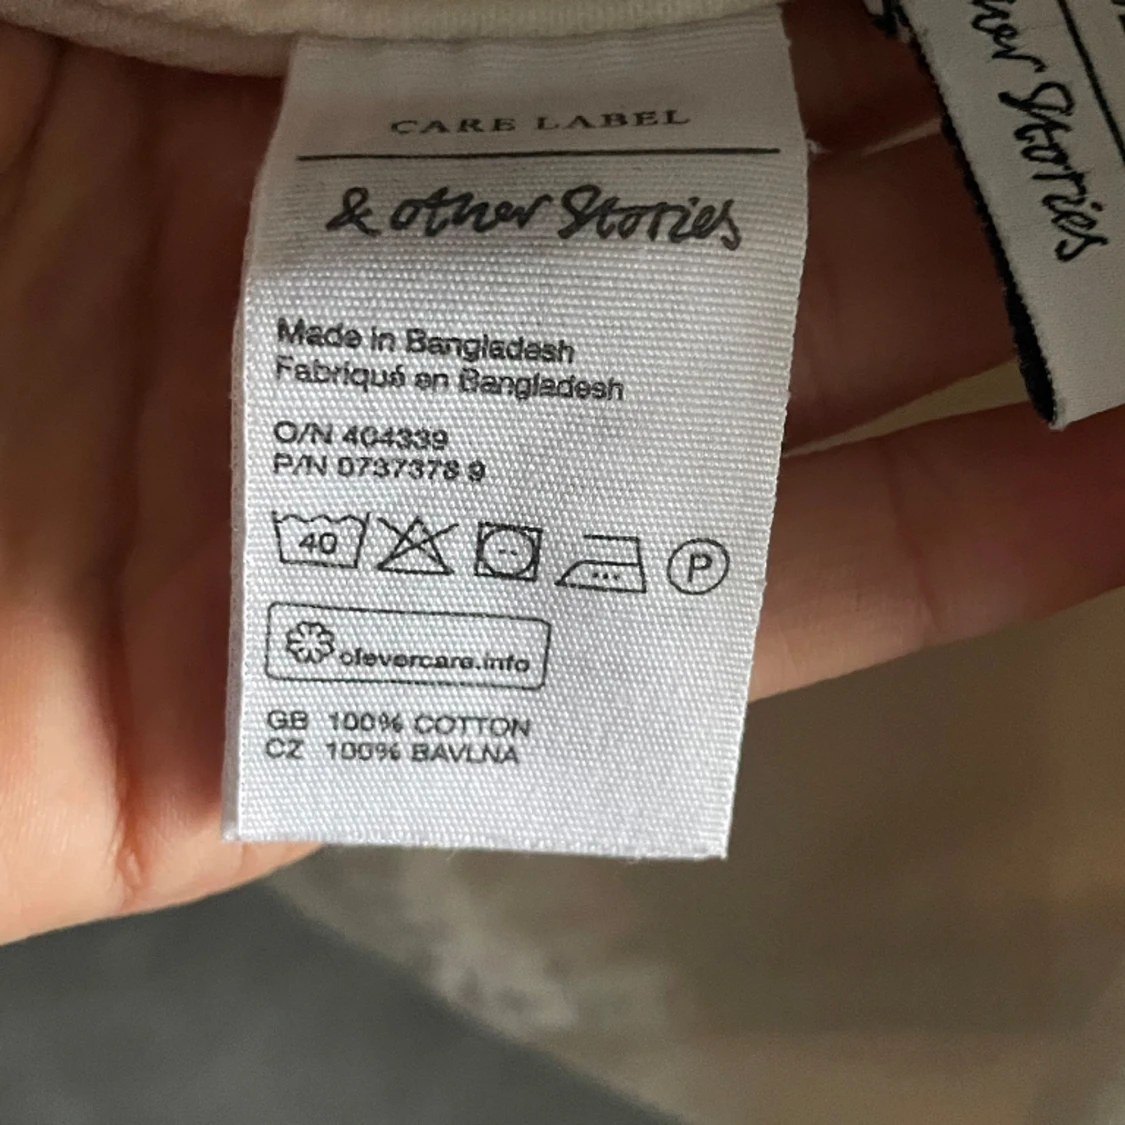 CARE LABEL
& other Stories
Made in Bangladesh
Fabriqué en Bangladesh
O/N 404339
P/N 0737378 9
40
P
clevercare.info
GB 100% COTTON
CZ 100% BAVLNA
her Stories